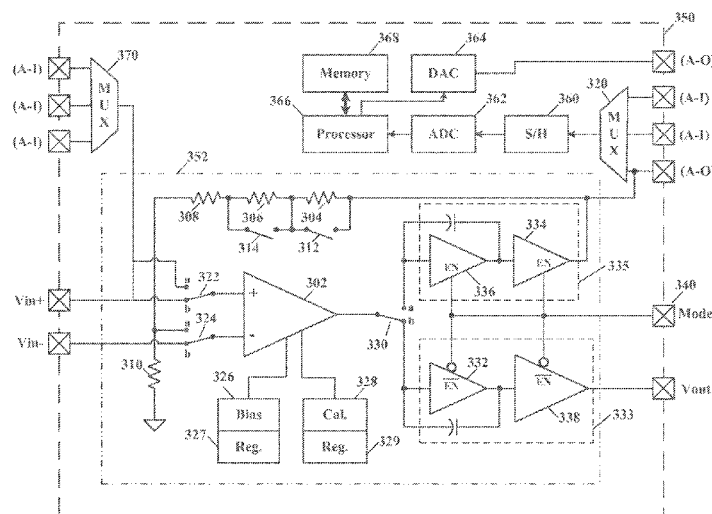 350
370
368
364
(A-I)
(A-O)
MUX
Memory
DAC
320
(A-I)
366
362
360
(A-I)
(A-I)
Processor
ADC
S/H
MUX
(A-I)
352
(A-O)
308
306
304
334
314
312
EN
335
EN
336
a
322
302
340
Vin+
b
+
a
Mode
324
a
b
Vin-
b
-
330
310
332
326
328
EN
EN
Vout
Bias
Cal.
338
333
327
Reg.
Reg.
329